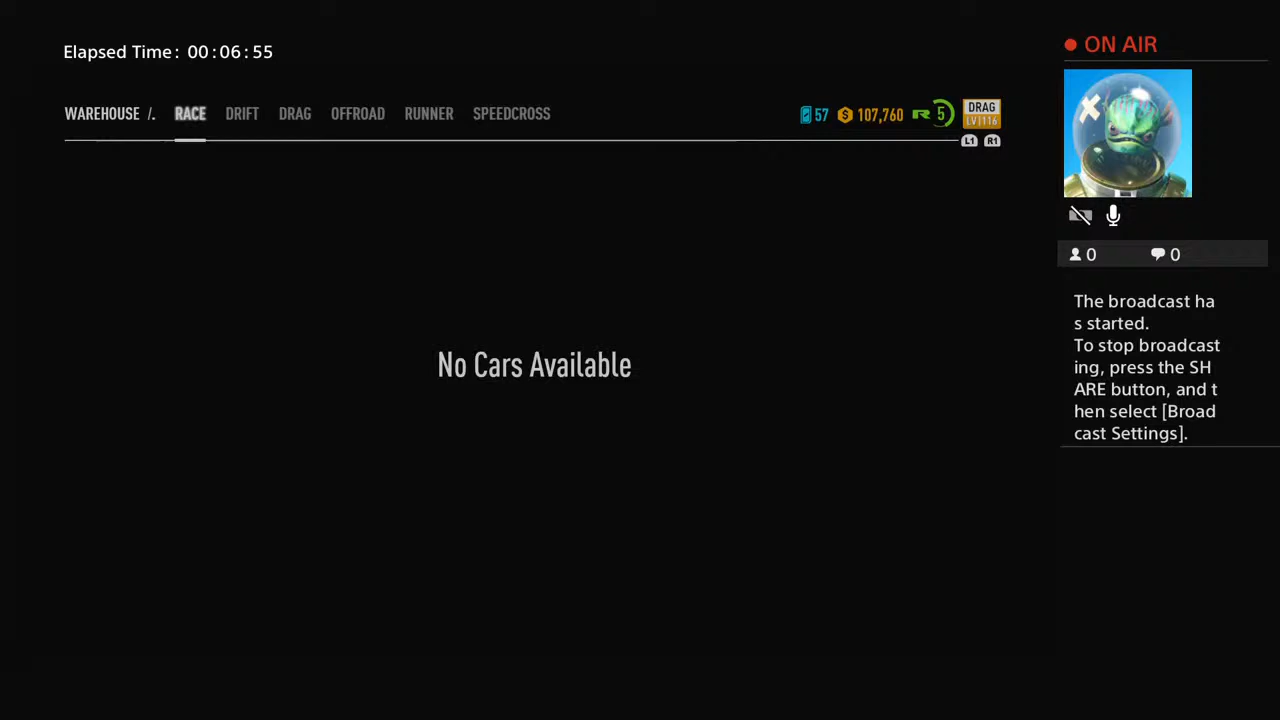 Elapsed Time: 00:06:55
ON AIR
WAREHOUSE /. RACE DRIFT DRAG OFFROAD RUNNER SPEEDCROSS
57 107,760 R 5 DRAG
LV 116
L1 R1
0 0
The broadcast ha
s started.
To stop broadcast
ing, press the SH
ARE button, and t
hen select [Broad
cast Settings].
No Cars Available